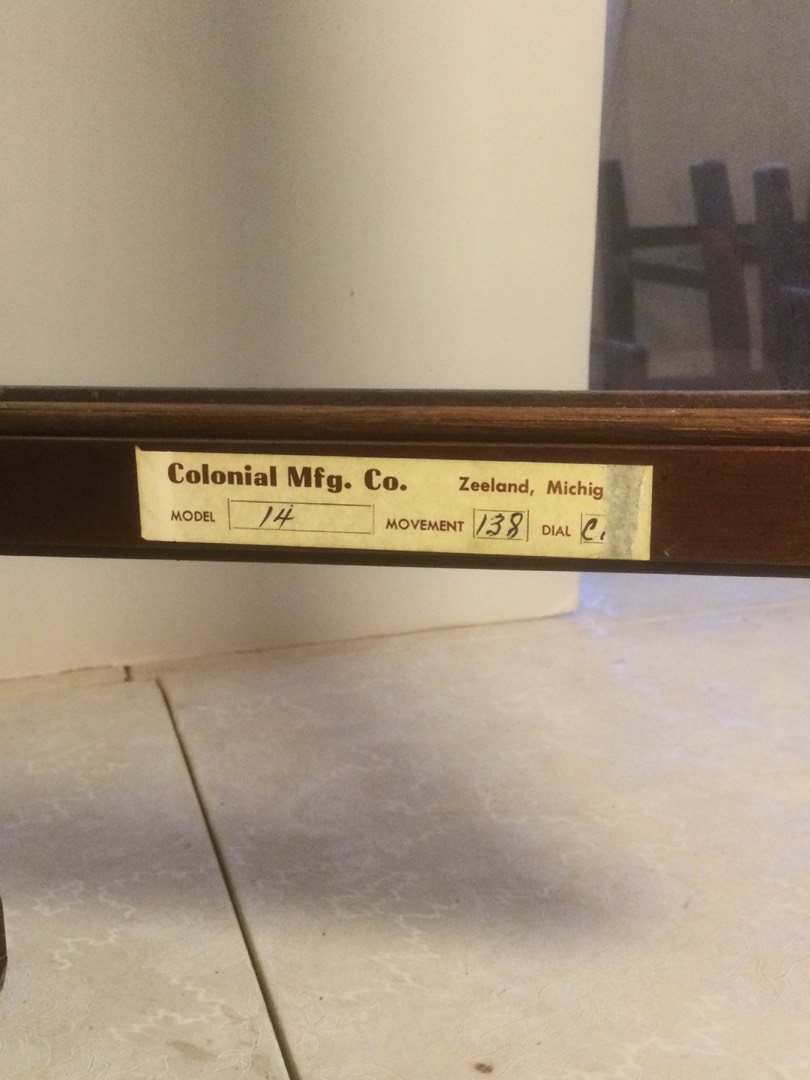 Colonial Mfg. Co. Zeeland, Michig
MODEL 14 MOVEMENT 138 DIAL C.